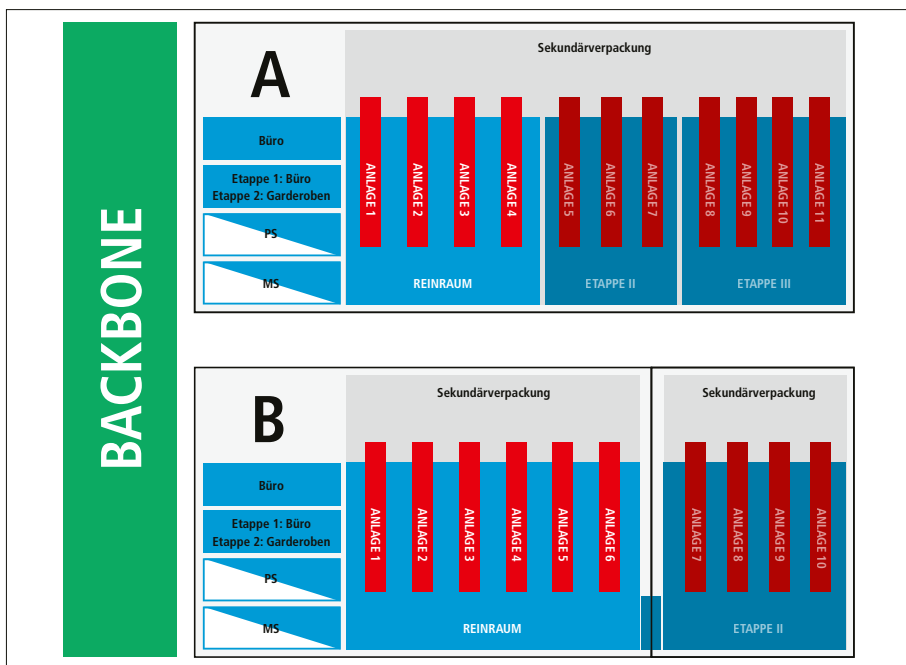 BACKBONE
A
Sekundärverpackung
Büro
Etappe 1: Büro
Etappe 2: Garderoben
PS
MS
ANLAGE 1
ANLAGE 2
ANLAGE 3
ANLAGE 4
ANLAGE 5
ANLAGE 6
ANLAGE 7
ANLAGE 8
ANLAGE 9
ANLAGE 10
ANLAGE 11
REINRAUM
ETAPPE II
ETAPPE III
B
Sekundärverpackung
Sekundärverpackung
Büro
Etappe 1: Büro
Etappe 2: Garderoben
PS
MS
ANLAGE 1
ANLAGE 2
ANLAGE 3
ANLAGE 4
ANLAGE 5
ANLAGE 6
ANLAGE 7
ANLAGE 8
ANLAGE 9
ANLAGE 10
REINRAUM
ETAPPE II